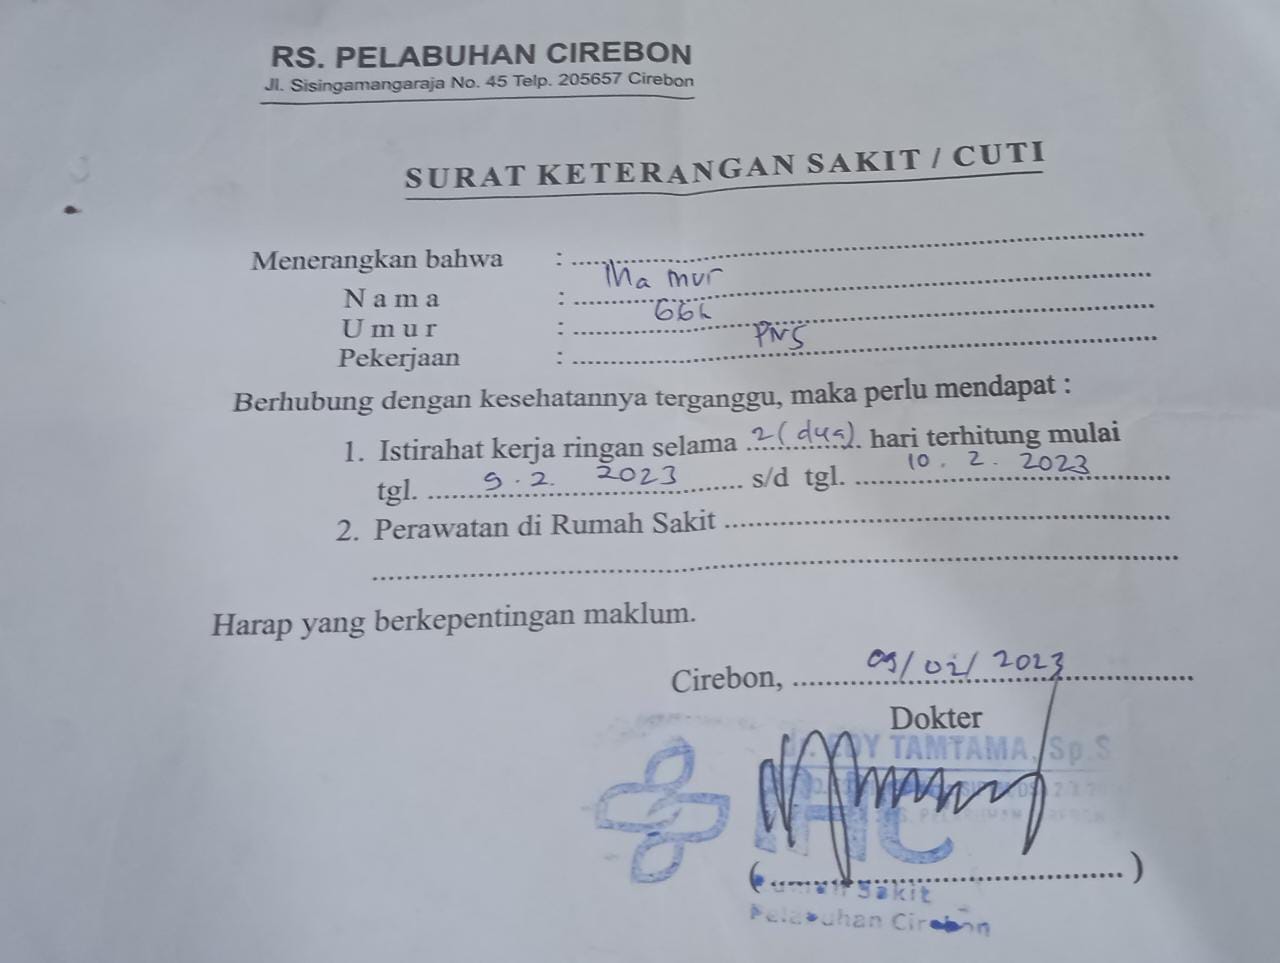 RS. PELABUHAN CIREBON
Jl. Sisingamangaraja No. 45 Telp. 205657 Cirebon
SURAT KETERANGAN SAKIT / CUTI
Menerangkan bahwa : ....................
N a m a : Ma mur
U m u r : 66
Pekerjaan : PNS
Berhubung dengan kesehatannya terganggu, maka perlu mendapat :
1. Istirahat kerja ringan selama 2 (dua) hari terhitung mulai
tgl. 9 . 2 . 2023 s/d tgl. 10 . 2 . 2023
2. Perawatan di Rumah Sakit ....................
Harap yang berkepentingan maklum.
Cirebon, 09/02/2023
Dokter
EDY TAMTAMA, Sp.S
IHC
(....................)
Rumah Sakit
Pelabuhan Cirebon